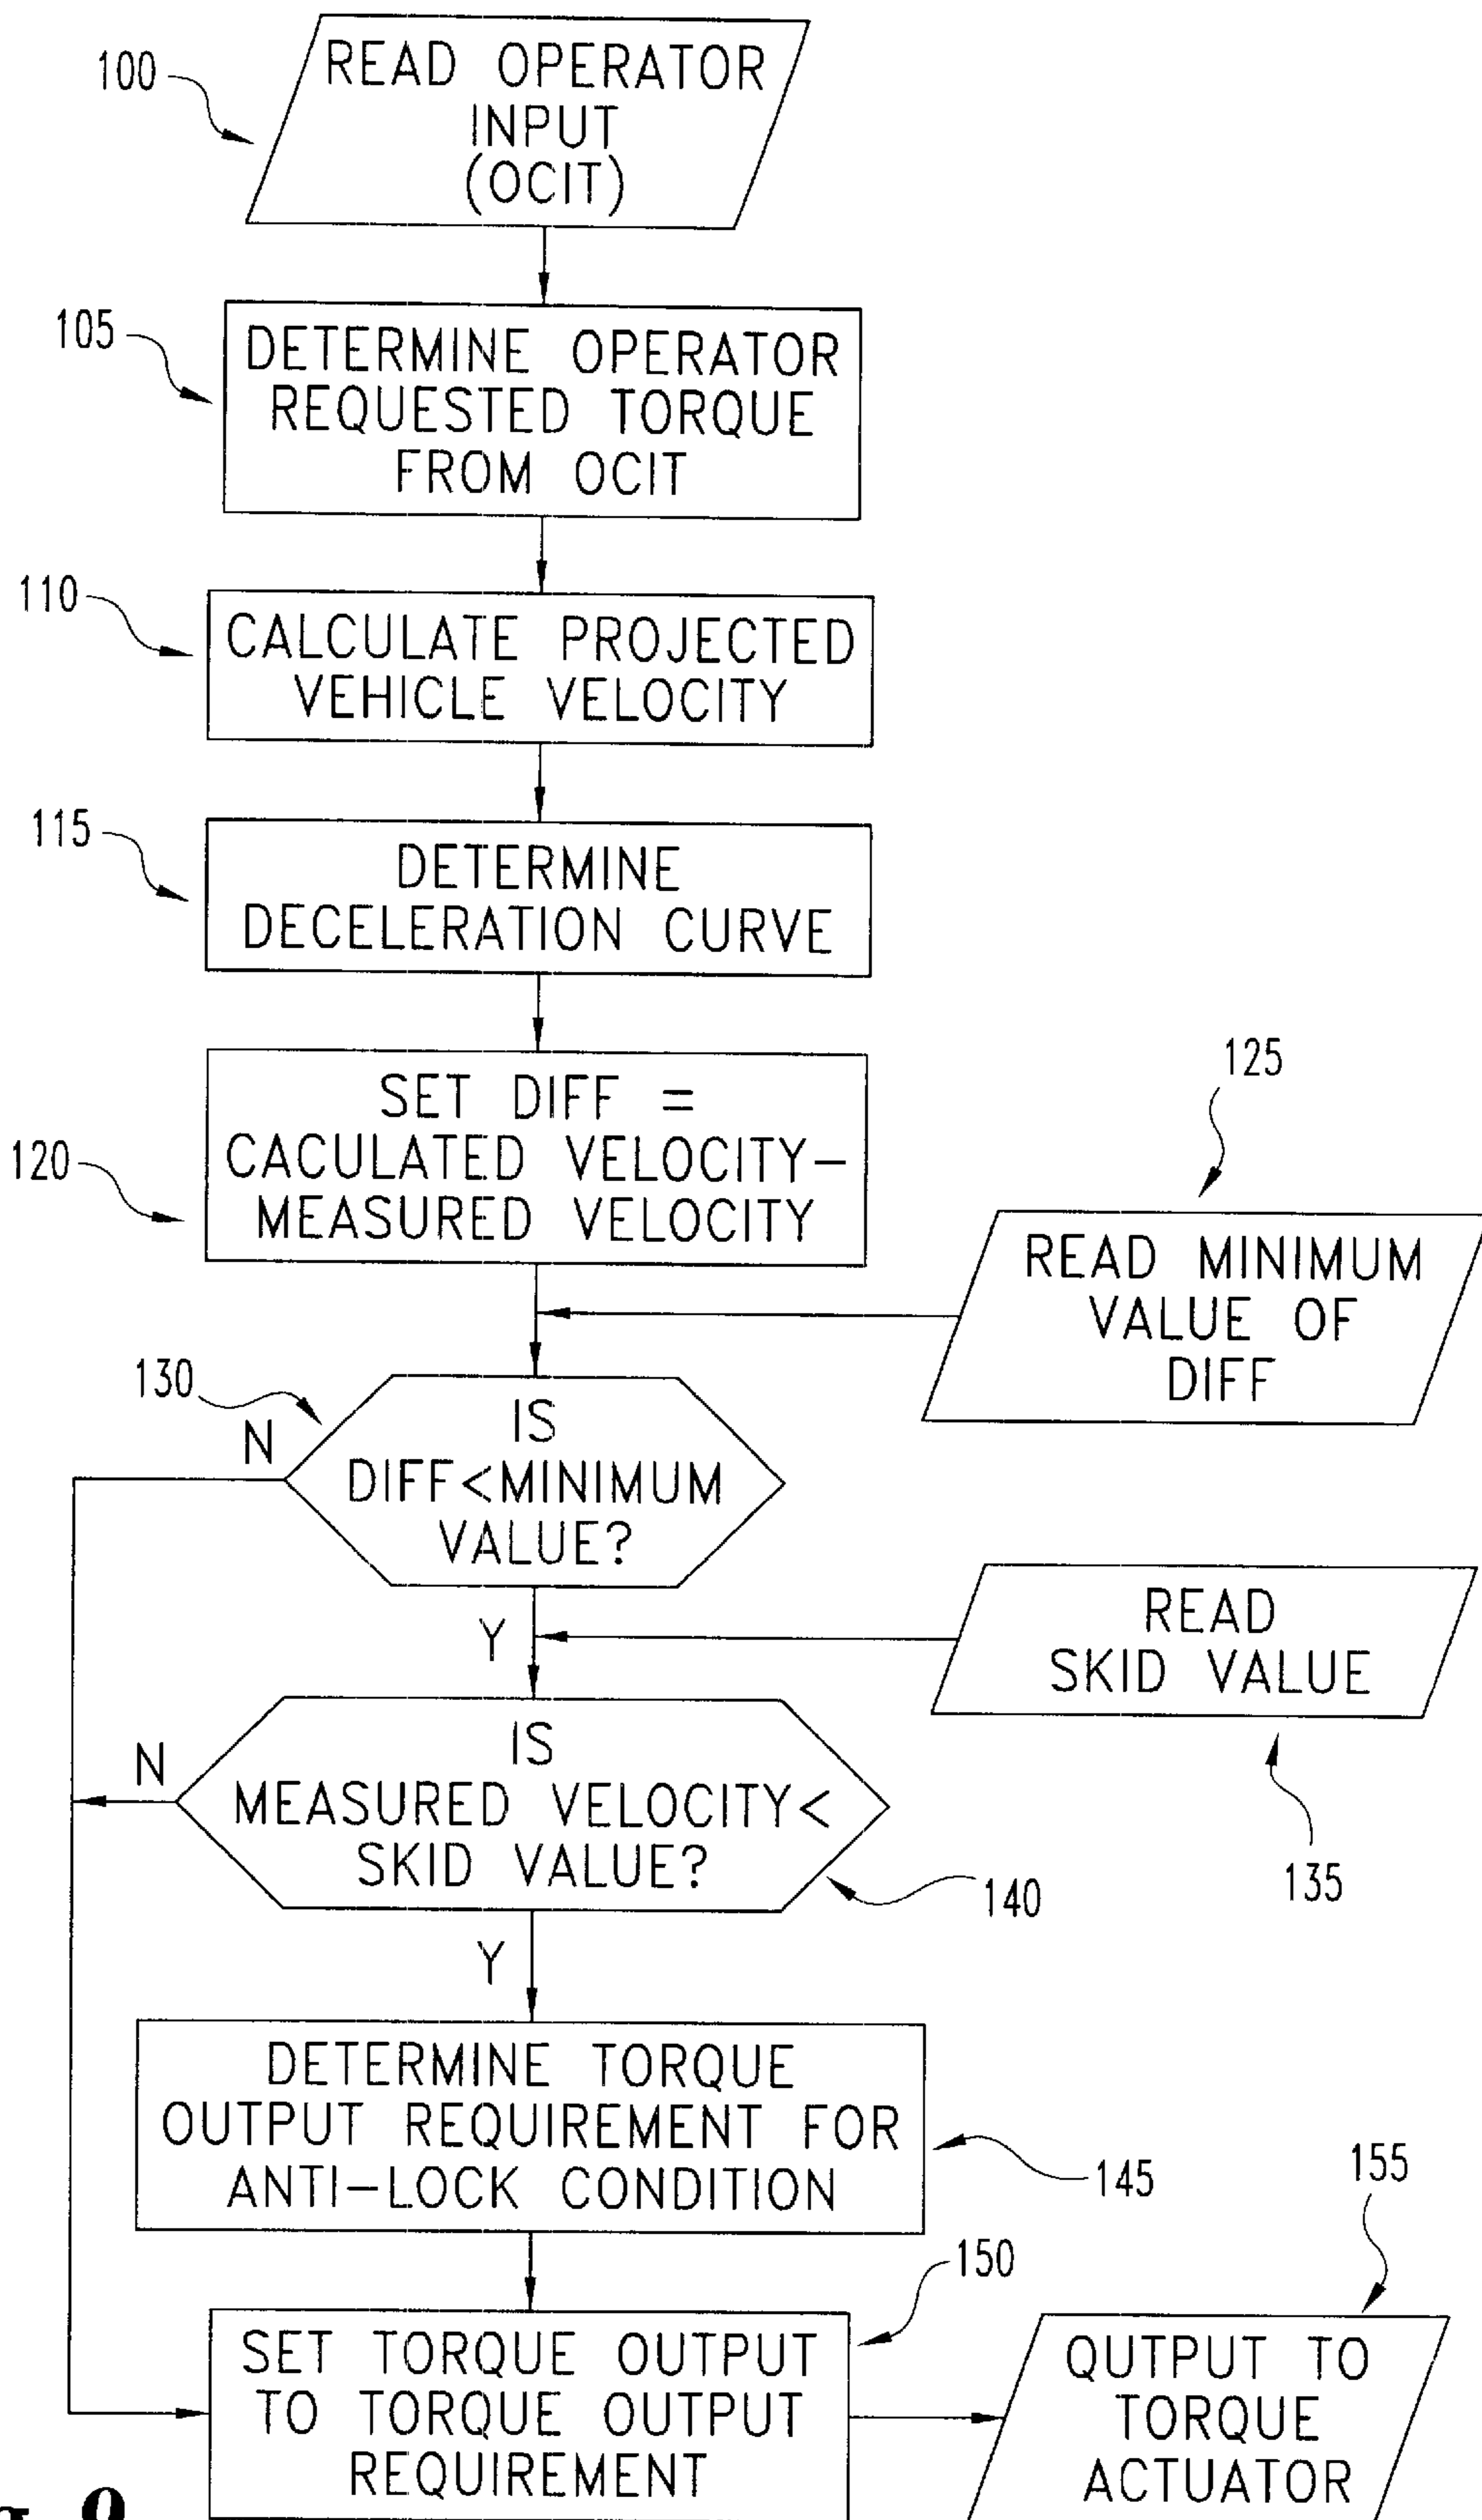 100
READ OPERATOR
INPUT
(OCIT)
105
DETERMINE OPERATOR
REQUESTED TORQUE
FROM OCIT
110
CALCULATE PROJECTED
VEHICLE VELOCITY
115
DETERMINE
DECELERATION CURVE
120
SET DIFF =
CACULATED VELOCITY-
MEASURED VELOCITY
125
READ MINIMUM
VALUE OF
DIFF
130
N
IS
DIFF<MINIMUM
VALUE?
Y
READ
SKID VALUE
135
N
IS
MEASURED VELOCITY<
SKID VALUE?
140
Y
DETERMINE TORQUE
OUTPUT REQUIREMENT FOR
ANTI-LOCK CONDITION
145
150
155
SET TORQUE OUTPUT
TO TORQUE OUTPUT
REQUIREMENT
QUTPUT TO
TORQUE
ACTUATOR